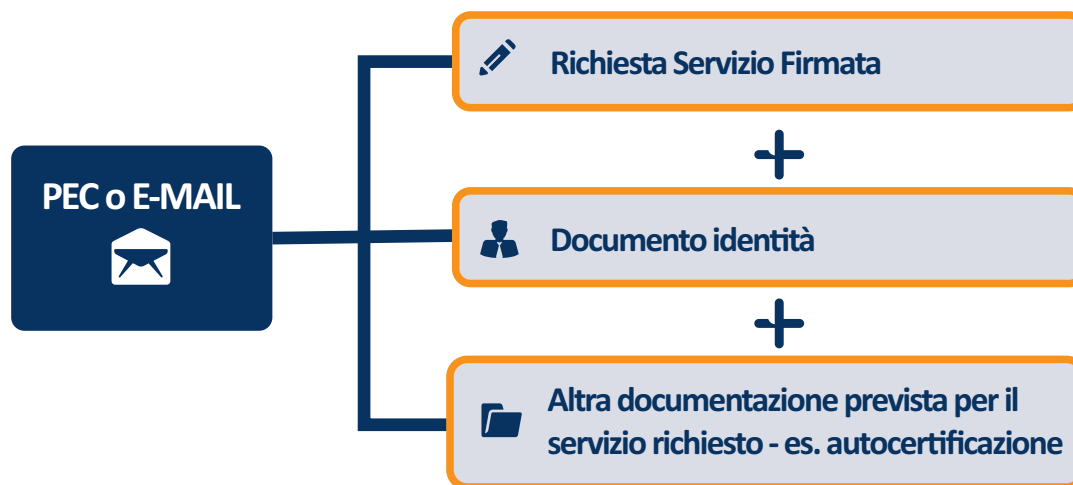 PEC o E-MAIL
Richiesta Servizio Firmata
Documento identità
Altra documentazione prevista per il
servizio richiesto - es. autocertificazione